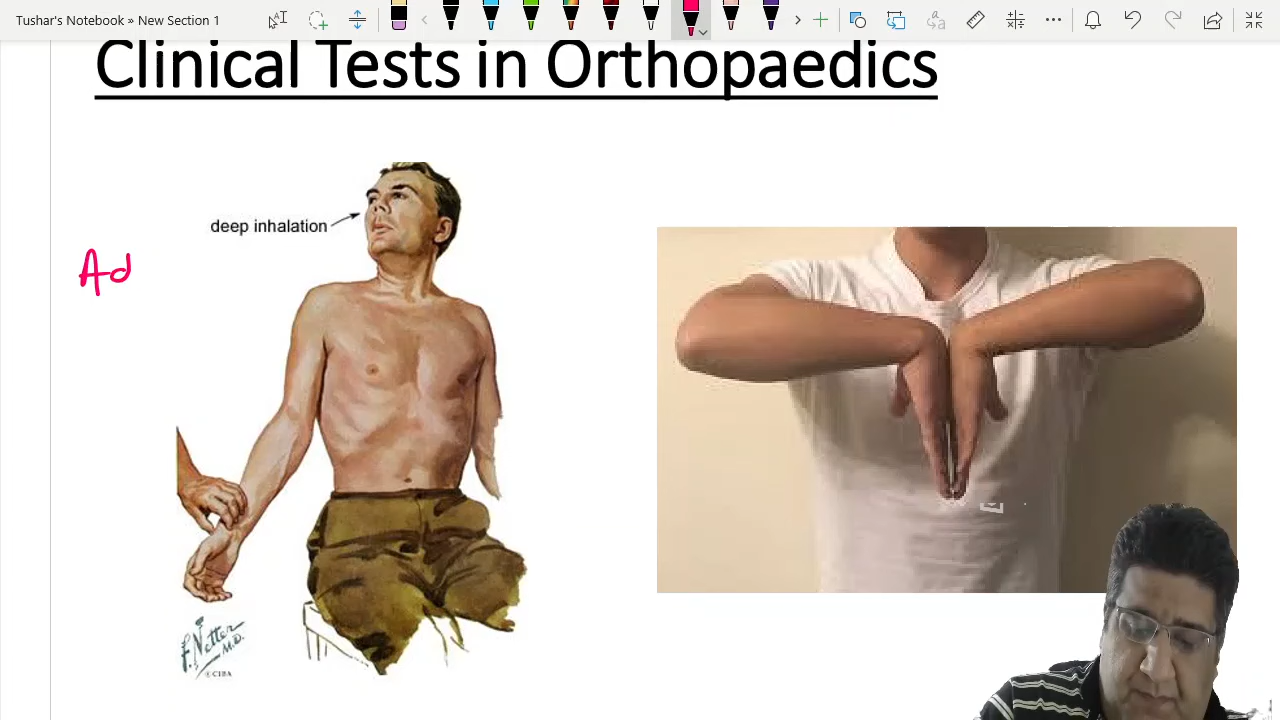 Tushar's Notebook » New Section 1
Clinical Tests in Orthopaedics
deep inhalation
Ad
F. Netter
M.D.
© CIBA